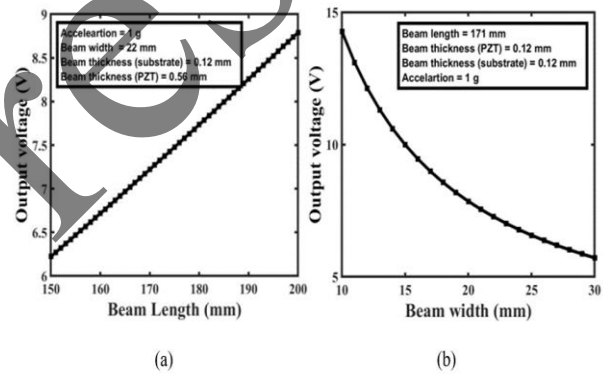 Acceleartion = 1 g
Beam width = 22 mm
Beam thickness (substrate) = 0.12 mm
Beam thickness (PZT) = 0.56 mm
Output voltage (V)
9
8.5
8
7.5
7
6.5
6
150 160 170 180 190 200
Beam Length (mm)
(a)
Beam length = 171 mm
Beam thickness (PZT) = 0.12 mm
Beam thickness (substrate) = 0.12 mm
Accelartion = 1 g
Output voltage (V)
15
10
5
10 15 20 25 30
Beam width (mm)
(b)